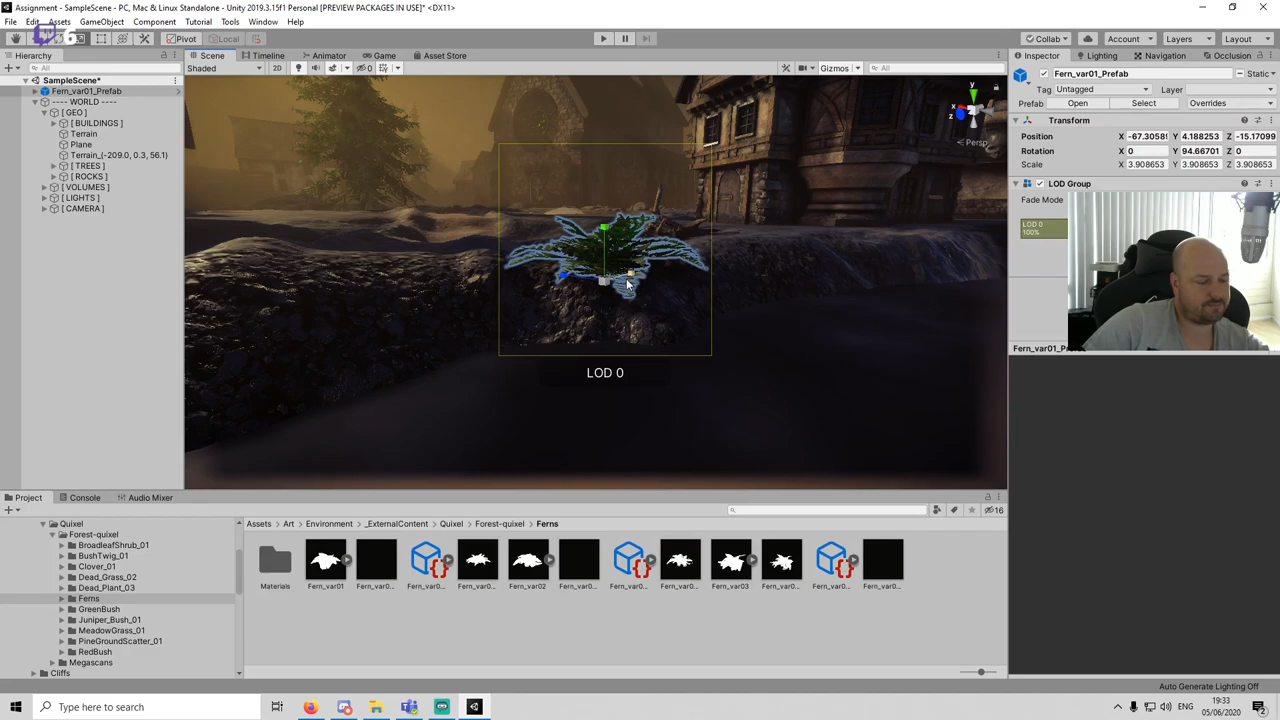 Assignment - SampleScene - PC, Mac & Linux Standalone - Unity 2019.3.15f1 Personal [PREVIEW PACKAGES IN USE]* <DX11>
File Edit Assets GameObject Component Tutorial Tools Window Help
6
Pivot Local Collab Account Layers Layout
Hierarchy Scene Timeline Animator Game Asset Store Inspector Lighting Navigation Occlusion
All Shaded 2D Gizmos All
SampleScene*
Fern_var01_Prefab
---- WORLD ----
[ GEO ]
[ BUILDINGS ]
Terrain
Plane
Terrain_(-209.0, 0.3, 56.1)
[ TREES ]
[ ROCKS ]
[ VOLUMES ]
[ LIGHTS ]
[ CAMERA ]
y
x
z
Persp
LOD 0
Fern_var01_Prefab Static
Tag Untagged Layer
Prefab Open Select Overrides
Transform
Position X -67.30589 Y 4.188253 Z -15.17099
Rotation X 0 Y 94.66701 Z 0
Scale X 3.908653 Y 3.908653 Z 3.908653
LOD Group
Fade Mode
LOD 0
100%
Project Console Audio Mixer
16
Quixel
Forest-quixel
BroadleafShrub_01
BushTwig_01
Clover_01
Dead_Grass_02
Dead_Plant_03
Ferns
GreenBush
Juniper_Bush_01
MeadowGrass_01
PineGroundScatter_01
RedBush
Megascans
Cliffs
Assets Art Environment _ExternalContent Quixel Forest-quixel Ferns
Materials Fern_var01 Fern_var0... Fern_var0... Fern_var0... Fern_var02 Fern_var0... Fern_var0... Fern_var0... Fern_var03 Fern_var0... Fern_var0... Fern_var0...
Auto Generate Lighting Off
Type here to search
ENG
19:33
05/06/2020
2